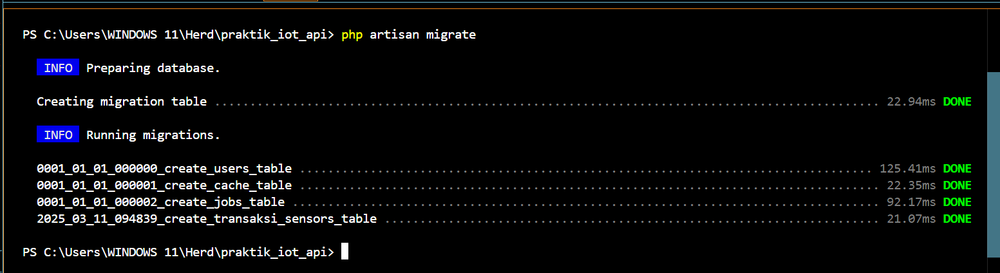 PS C:\Users\WINDOWS 11\Herd\praktik_iot_api> php artisan migrate
INFO Preparing database.
Creating migration table .............................................................................................. 22.94ms DONE
INFO Running migrations.
0001_01_01_000000_create_users_table ................................................................................. 125.41ms DONE
0001_01_01_000001_create_cache_table .................................................................................. 22.35ms DONE
0001_01_01_000002_create_jobs_table ................................................................................... 92.17ms DONE
2025_03_11_094839_create_transaksi_sensors_table ...................................................................... 21.07ms DONE
PS C:\Users\WINDOWS 11\Herd\praktik_iot_api>